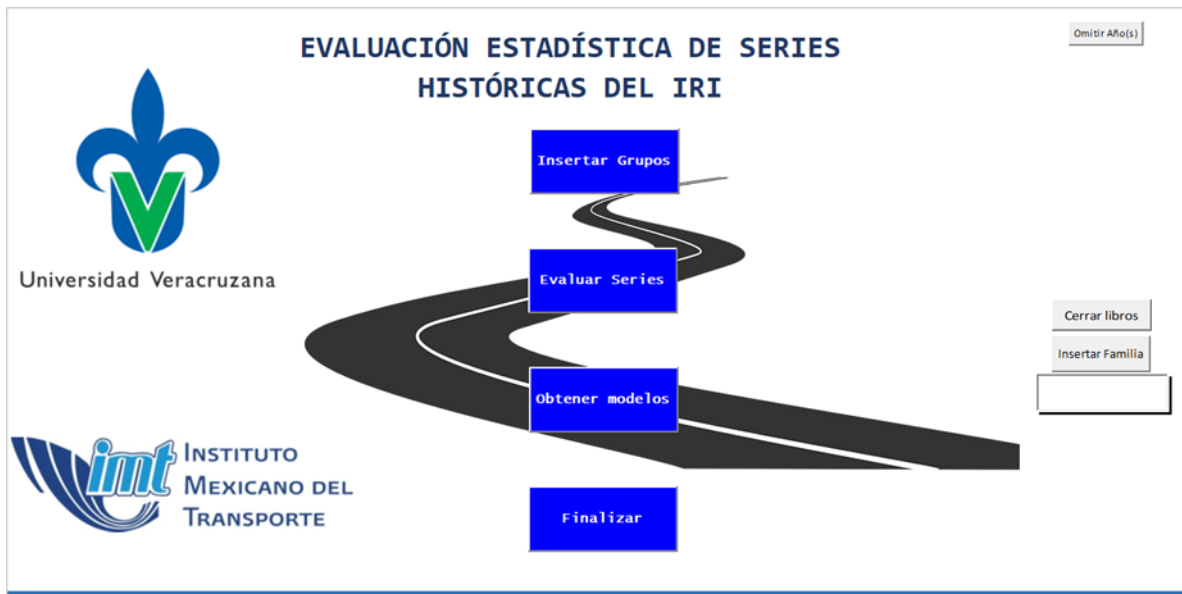 EVALUACIÓN ESTADÍSTICA DE SERIES
HISTÓRICAS DEL IRI
Omitir Año(s)
Insertar Grupos
Universidad Veracruzana
Evaluar Series
Cerrar libros
Insertar Familia
Obtener modelos
imt
INSTITUTO
MEXICANO DEL
TRANSPORTE
Finalizar